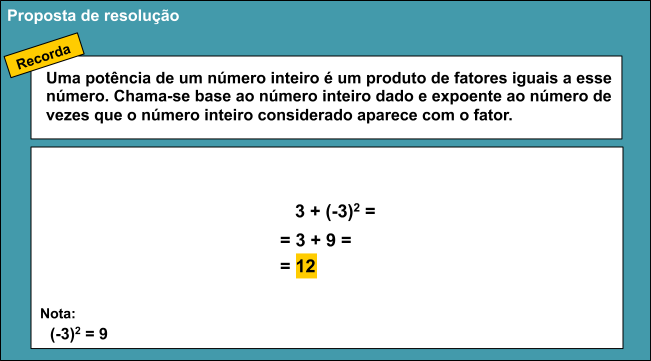 Proposta de resolução
Recorda
Uma potência de um número inteiro é um produto de fatores iguais a esse
número. Chama-se base ao número inteiro dado e expoente ao número de
vezes que o número inteiro considerado aparece com o fator.
3 + (-3)² =
= 3 + 9 =
= 12
Nota:
(-3)² = 9